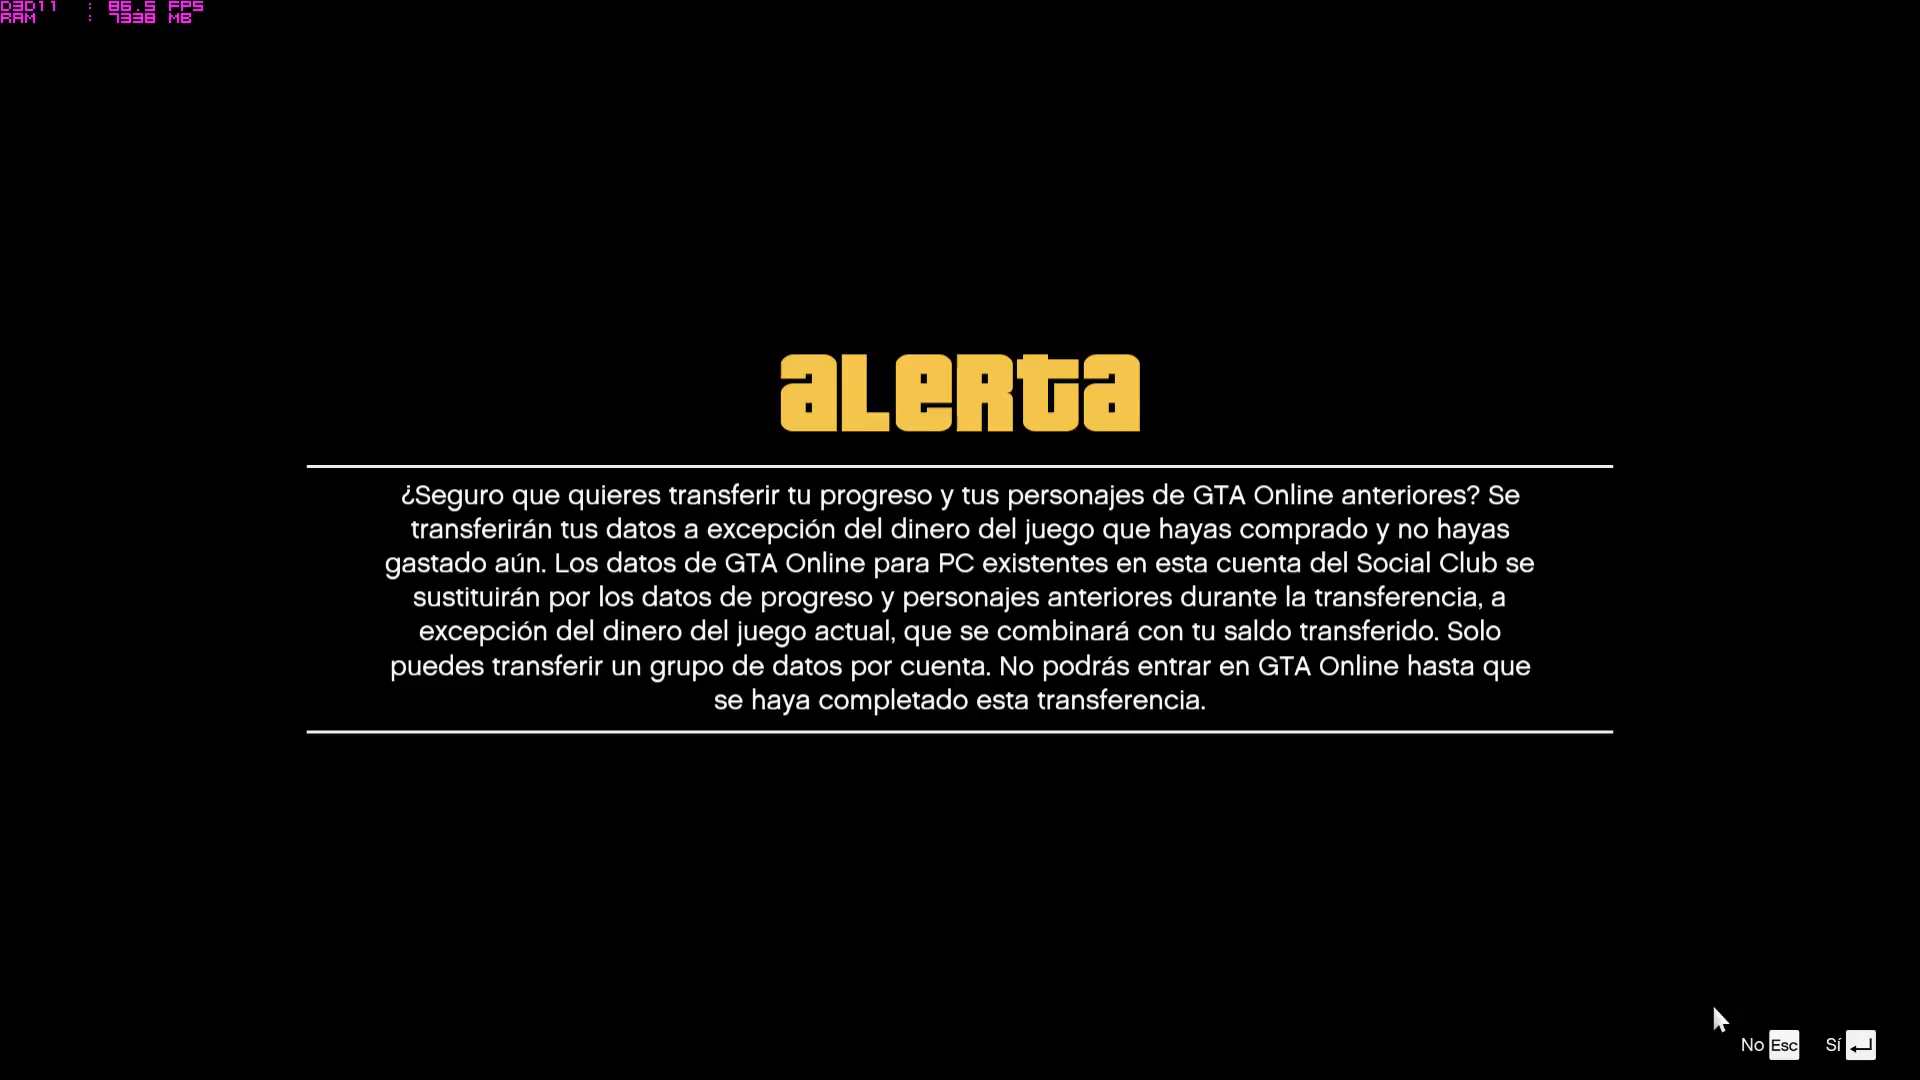 D3D11 : 86.5 FPS
RAM : 7338 MB
aLeRta
¿Seguro que quieres transferir tu progreso y tus personajes de GTA Online anteriores? Se
transferirán tus datos a excepción del dinero del juego que hayas comprado y no hayas
gastado aún. Los datos de GTA Online para PC existentes en esta cuenta del Social Club se
sustituirán por los datos de progreso y personajes anteriores durante la transferencia, a
excepción del dinero del juego actual, que se combinará con tu saldo transferido. Solo
puedes transferir un grupo de datos por cuenta. No podrás entrar en GTA Online hasta que
se haya completado esta transferencia.
No Esc Sí